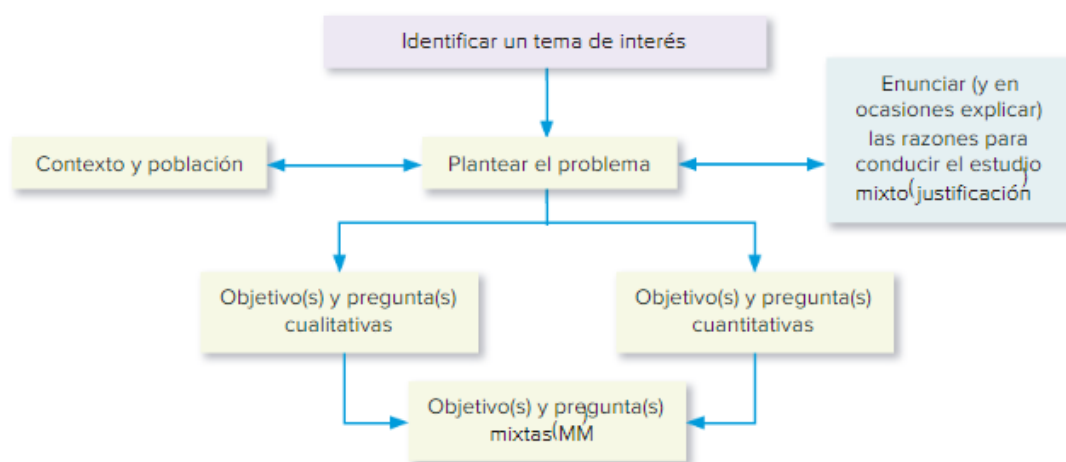 Identificar un tema de interés
Enunciar (y en
ocasiones explicar)
las razones para
conducir el estudio
mixto(justificación)
Contexto y población
Plantear el problema
Objetivo(s) y pregunta(s)
cualitativas
Objetivo(s) y pregunta(s)
cuantitativas
Objetivo(s) y pregunta(s)
mixtas(MM)